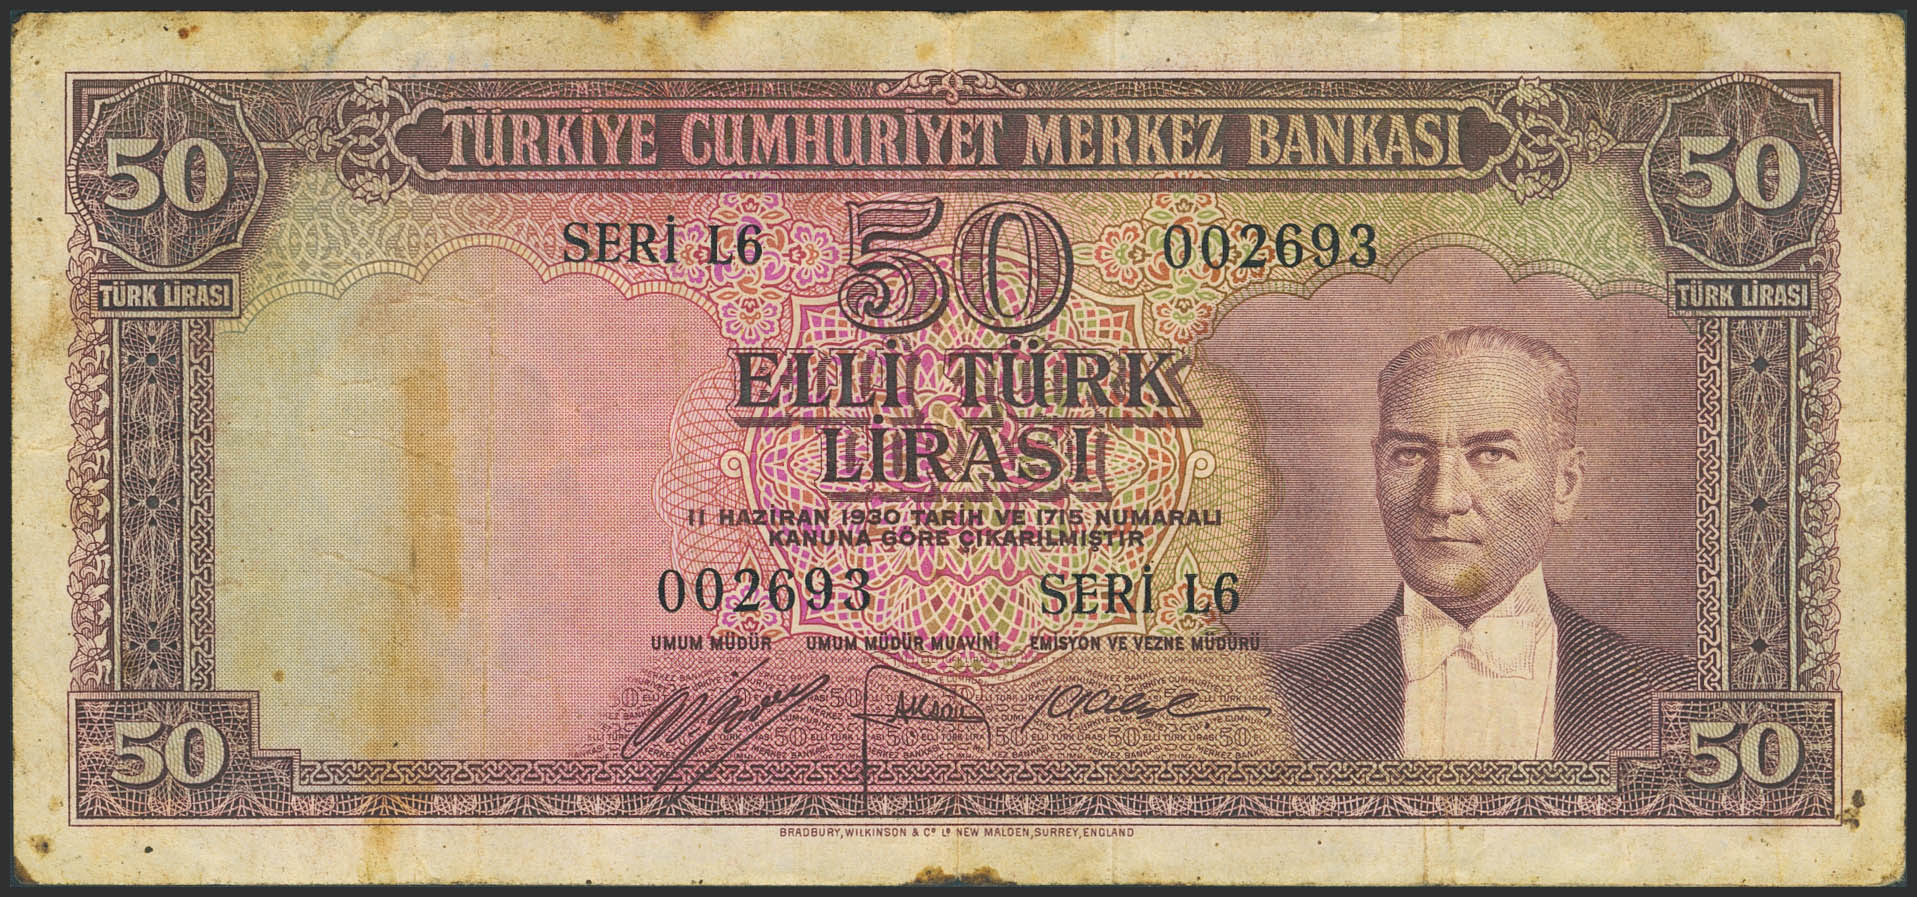 50 TÜRKİYE CUMHURİYET MERKEZ BANKASI 50
TÜRK LİRASI TÜRK LİRASI
SERİ L6 50 002693
ELLİ TÜRK
LİRASI
11 HAZİRAN 1930 TARİH VE 1715 NUMARALI
KANUNA GÖRE ÇIKARILMIŞTIR
002693 SERİ L6
UMUM MÜDÜR UMUM MÜDÜR MUAVİNİ EMİSYON VE VEZNE MÜDÜRÜ
50 50
BRADBURY, WILKINSON & Cº Lº NEW MALDEN, SURREY, ENGLAND